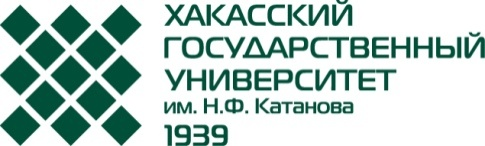 ХАКАССКИЙ
ГОСУДАРСТВЕННЫЙ
УНИВЕРСИТЕТ
им. Н.Ф. Катанова
1939